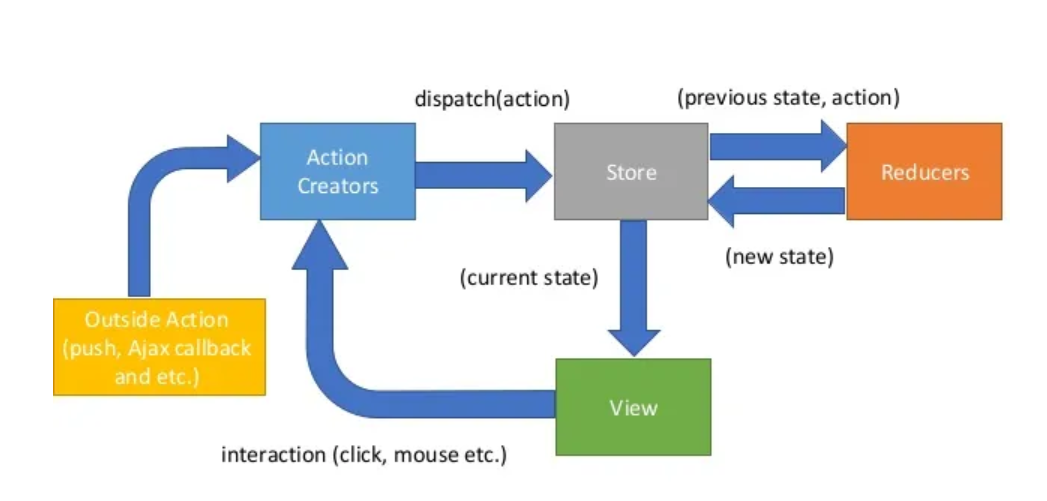 dispatch(action)
(previous state, action)
Action
Creators
Store
Reducers
(new state)
(current state)
Outside Action
(push, Ajax callback
and etc.)
View
interaction (click, mouse etc.)